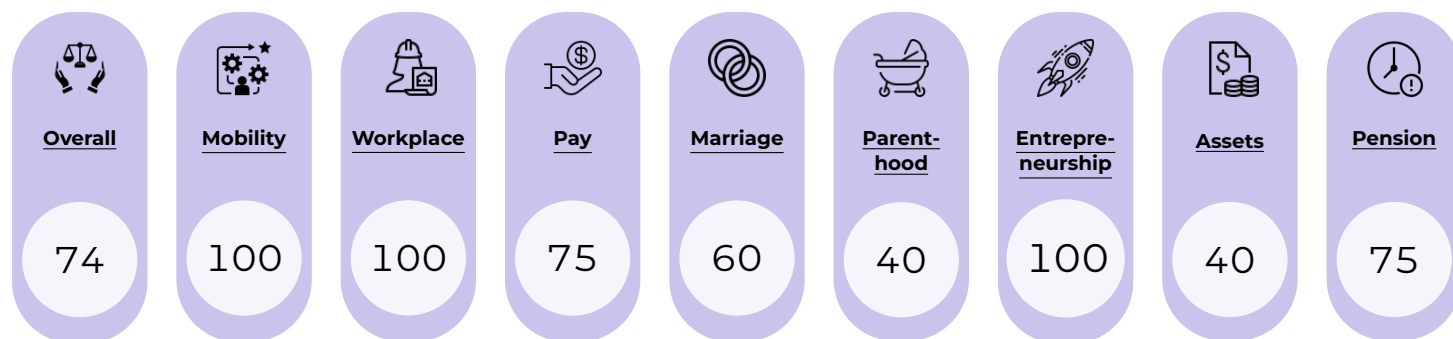 Overall
74
Mobility
100
Workplace
100
Pay
75
Marriage
60
Parent-
hood
40
Entrepre-
neurship
100
Assets
40
Pension
75